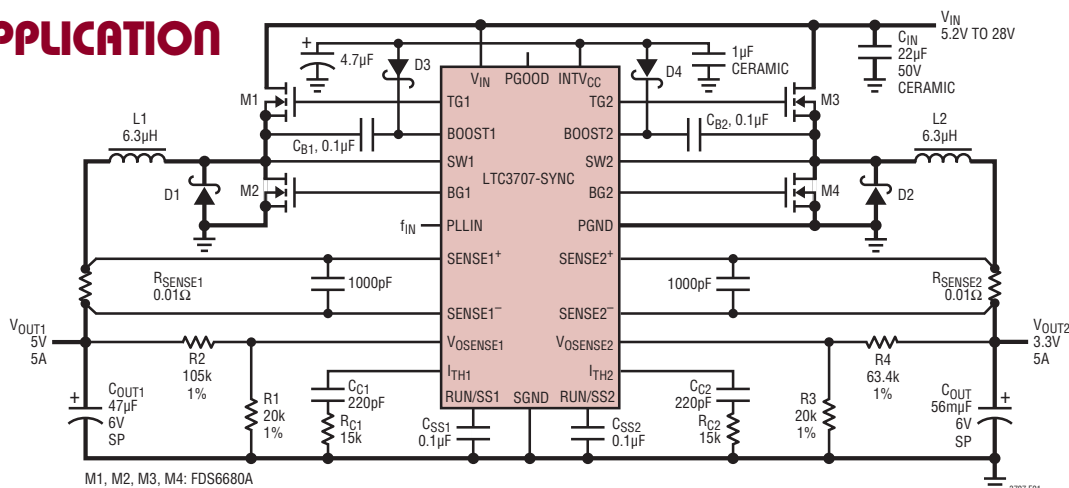 PPLICATION
VIN
5.2V TO 28V
CIN
22µF
50V
CERAMIC
+
4.7µF
D3
D4
1µF
CERAMIC
VIN
PGOOD
INTVCC
M1
TG1
TG2
M3
L1
6.3µH
CB1, 0.1µF
BOOST1
BOOST2
CB2, 0.1µF
L2
6.3µH
SW1
SW2
LTC3707-SYNC
D1
M2
BG1
BG2
M4
D2
fIN
PLLIN
PGND
SENSE1+
SENSE2+
RSENSE1
0.01Ω
1000pF
1000pF
RSENSE2
0.01Ω
SENSE1–
SENSE2–
VOUT1
5V
5A
R2
105k
1%
VOSENSE1
VOSENSE2
R4
63.4k
1%
VOUT2
3.3V
5A
ITH1
ITH2
+
COUT1
47µF
6V
SP
R1
20k
1%
CC1
220pF
RC1
15k
RUN/SS1
SGND
RUN/SS2
CSS1
0.1µF
CSS2
0.1µF
CC2
220pF
RC2
15k
R3
20k
1%
COUT
56mµF
6V
SP
+
M1, M2, M3, M4: FDS6680A